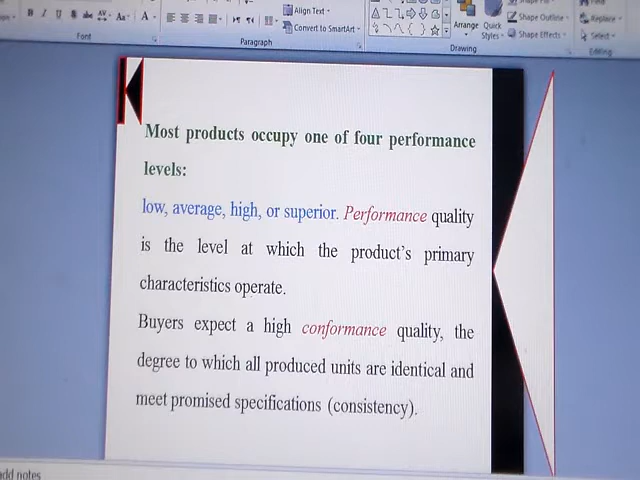 Align Text
Convert to SmartArt
Arrange
Quick
Styles
Shape Outline
Shape Effects
Replace
Select
Font
Paragraph
Drawing
Editing
Most products occupy one of four performance
levels:
low, average, high, or superior. Performance quality
is the level at which the product's primary
characteristics operate.
Buyers expect a high conformance quality, the
degree to which all produced units are identical and
meet promised specifications (consistency).
add notes